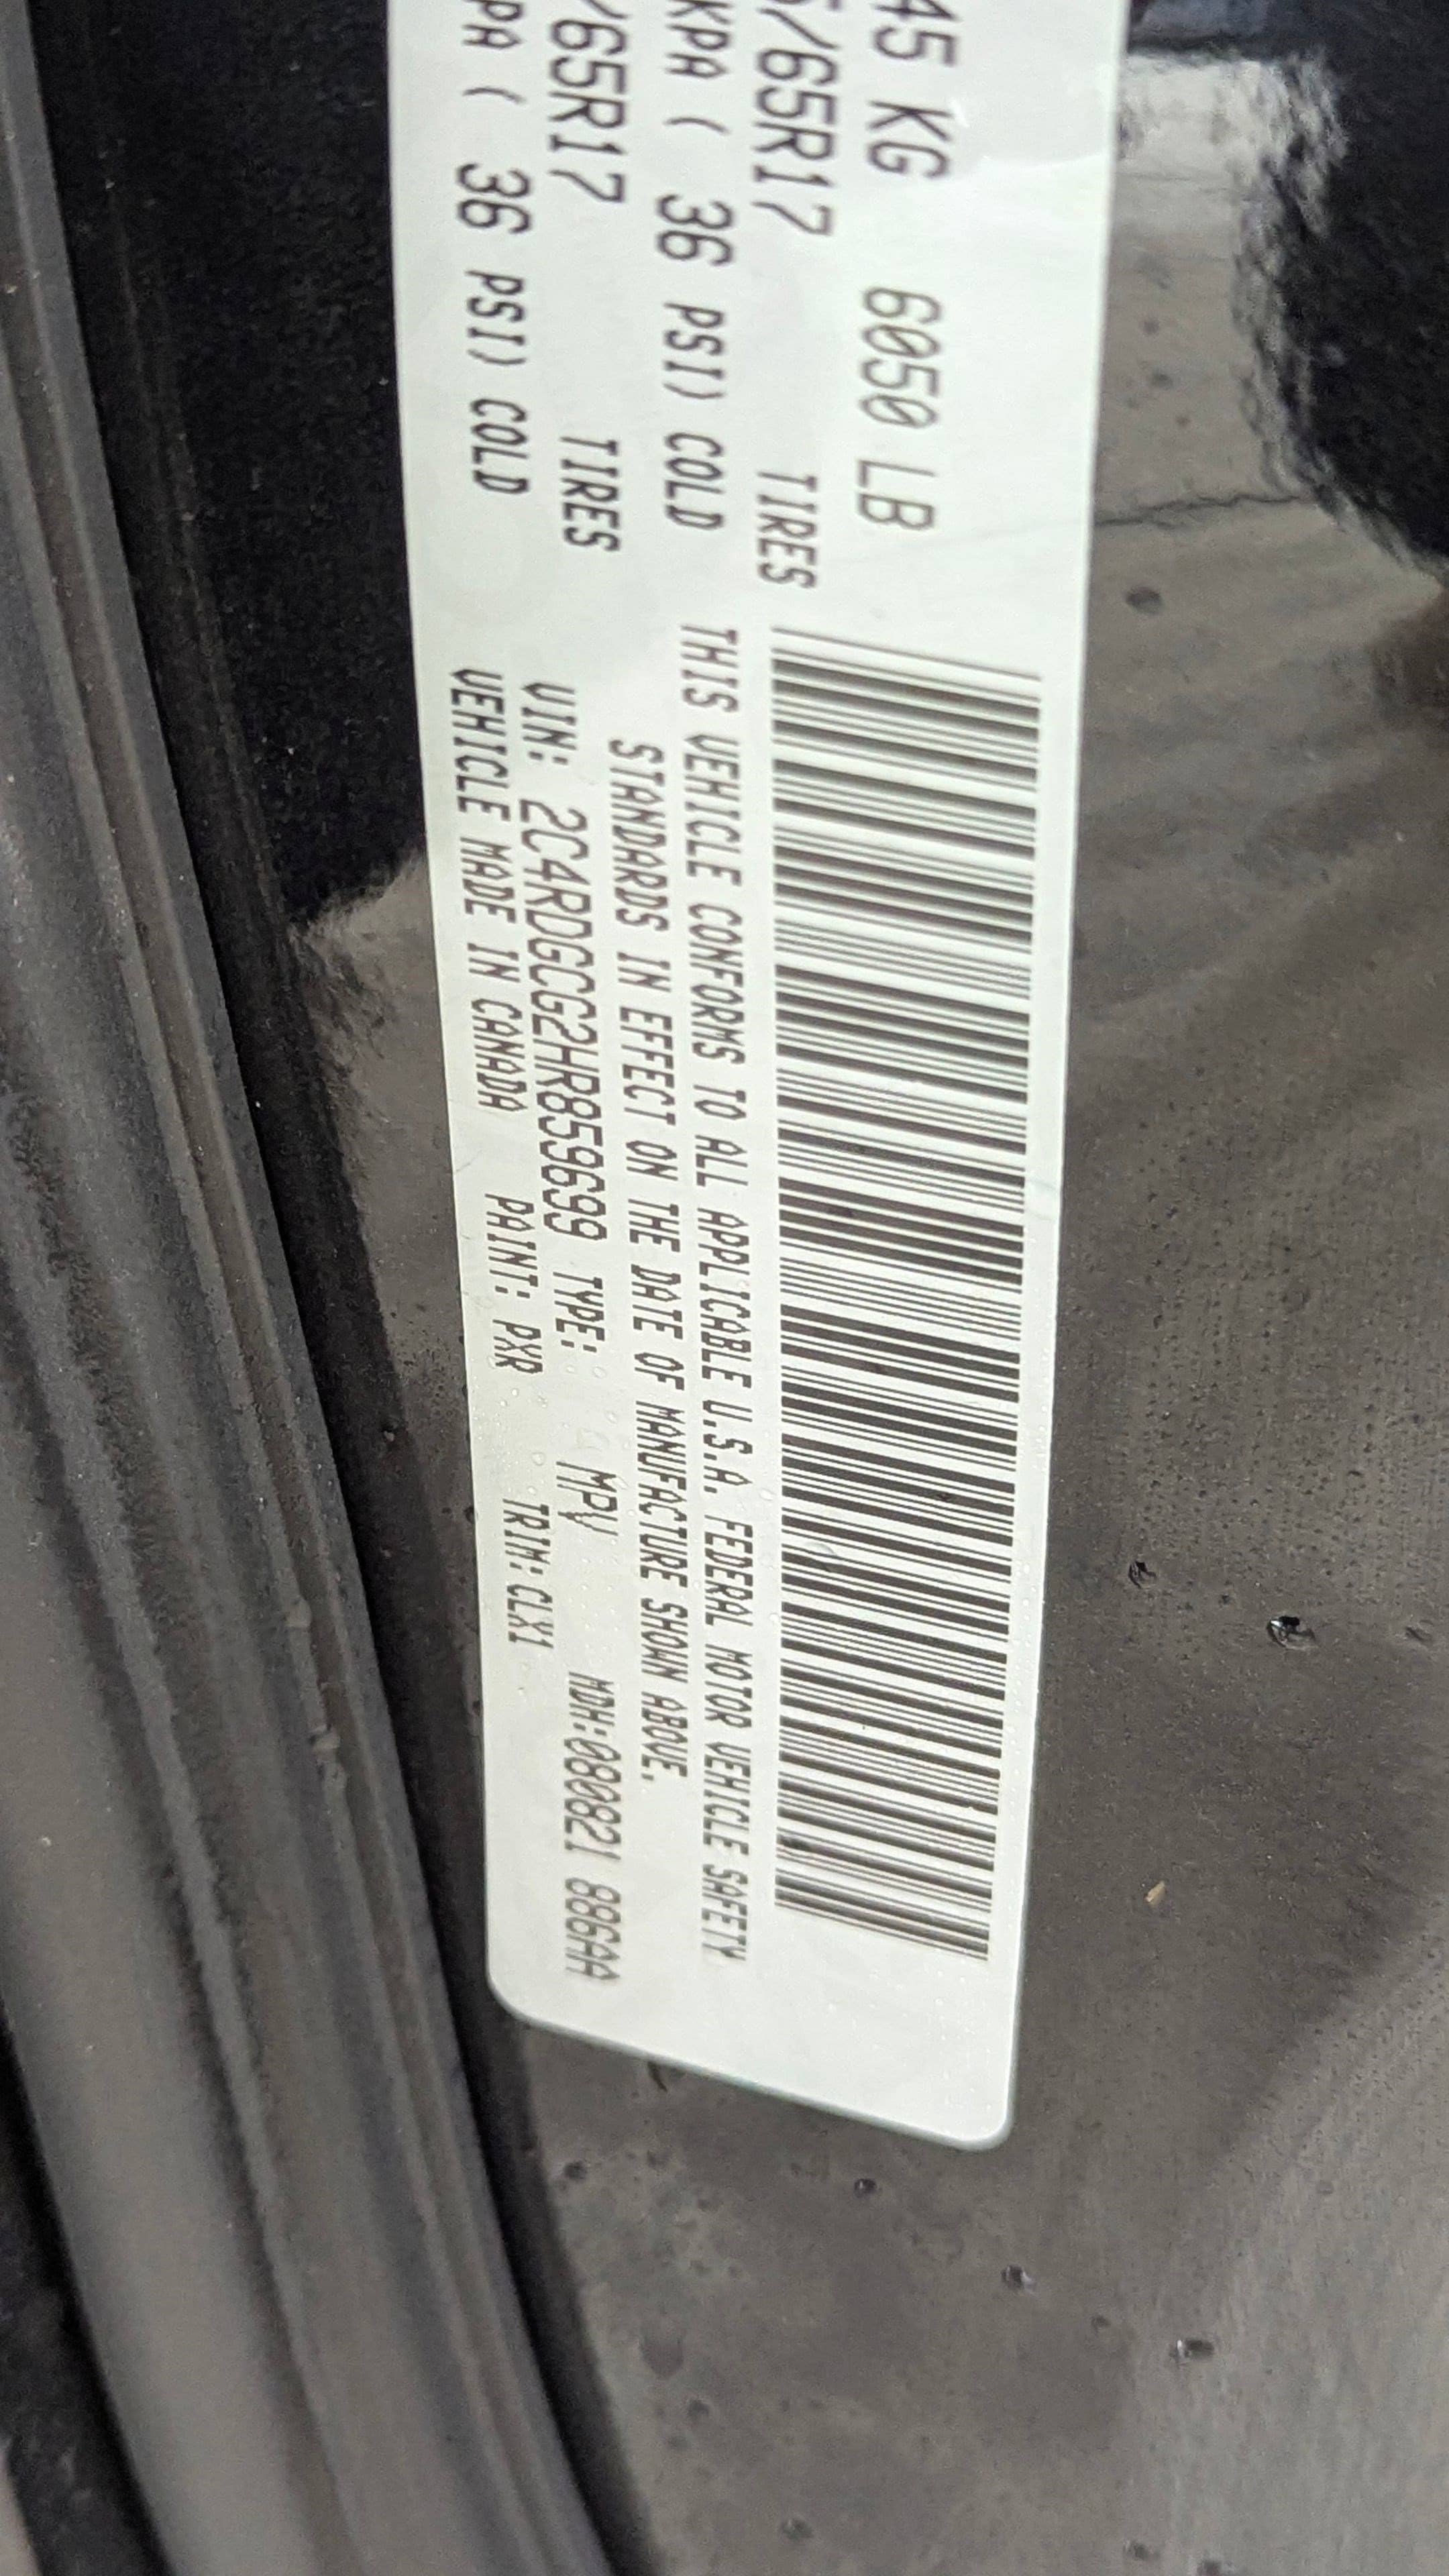 45 KG 6050 LB
/65R17 TIRES
KPA ( 36 PSI) COLD
/65R17 TIRES
PA ( 36 PSI) COLD
THIS VEHICLE CONFORMS TO ALL APPLICABLE U.S.A. FEDERAL MOTOR VEHICLE SAFETY
STANDARDS IN EFFECT ON THE DATE OF MANUFACTURE SHOWN ABOVE.
VIN: 2C4RDGCG2HR859699 TYPE: MPV MDH:080821 886AA
VEHICLE MADE IN CANADA PAINT: PXR TRIM:CLX1